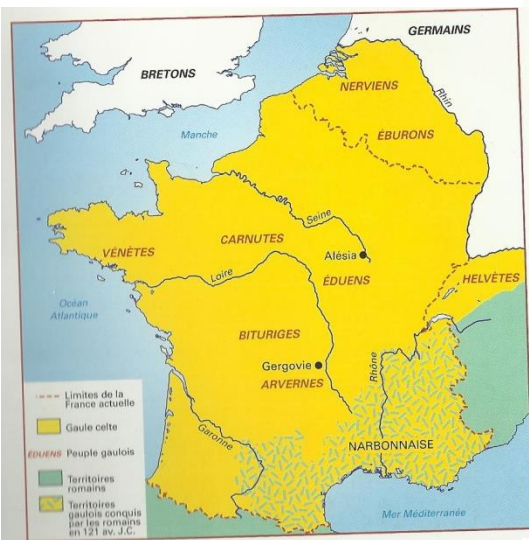 GERMAINS
BRETONS
NERVIENS
Rhin
Manche
ÉBURONS
Seine
CARNUTES
VÉNÈTES
Alésia
Loire
ÉDUENS
HELVÈTES
Océan
Atlantique
BITURIGES
Gergovie
ARVERNES
Rhône
Garonne
NARBONNAISE
Mer Méditerranée
Limites de la
France actuelle
Gaule celte
ÉDUENS Peuple gaulois
Territoires
romains
Territoires
gaulois conquis
par les romains
en 121 av. J.C.